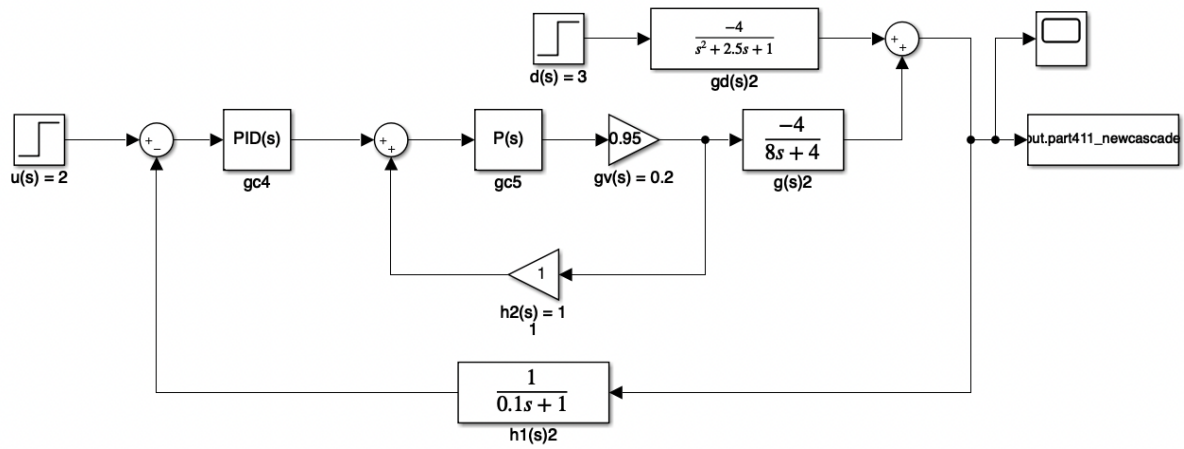 -4
s² + 2.5s + 1
d(s) = 3
gd(s)2
+
+
u(s) = 2
+
−
PID(s)
gc4
+
+
P(s)
gc5
0.95
gv(s) = 0.2
−4
8s + 4
g(s)2
out.part411_newcascade
1
h2(s) = 1
1
1
0.1s + 1
h1(s)2